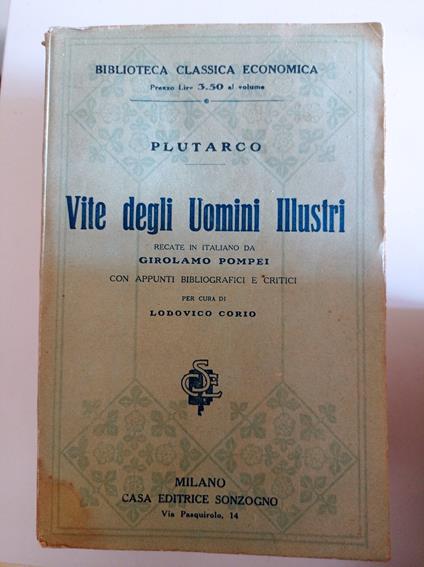 BIBLIOTECA CLASSICA ECONOMICA
Prezzo Lire 3.50 al volume
PLUTARCO
Vite degli Uomini Illustri
RECATE IN ITALIANO DA
GIROLAMO POMPEI
CON APPUNTI BIBLIOGRAFICI E CRITICI
PER CURA DI
LODOVICO CORIO
MILANO
CASA EDITRICE SONZOGNO
Via Pasquirolo, 14